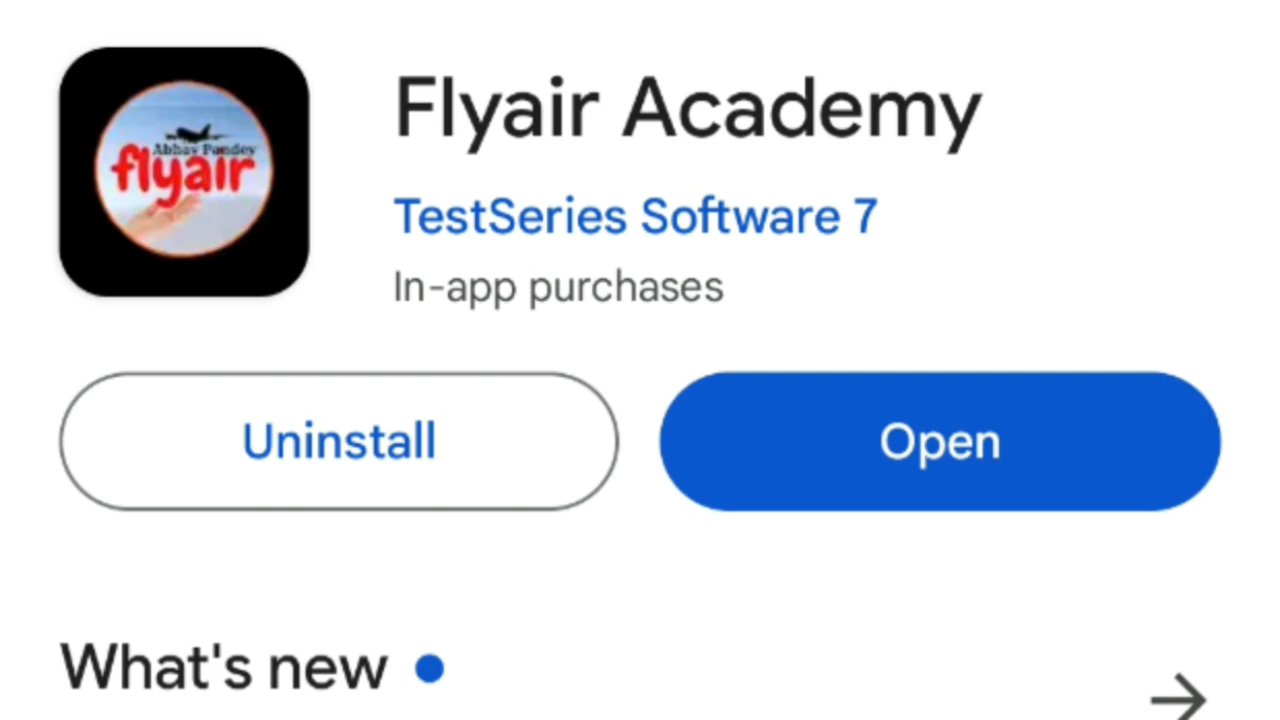 Abhay Pandey
flyair
Flyair Academy
TestSeries Software 7
In-app purchases
Uninstall
Open
What's new